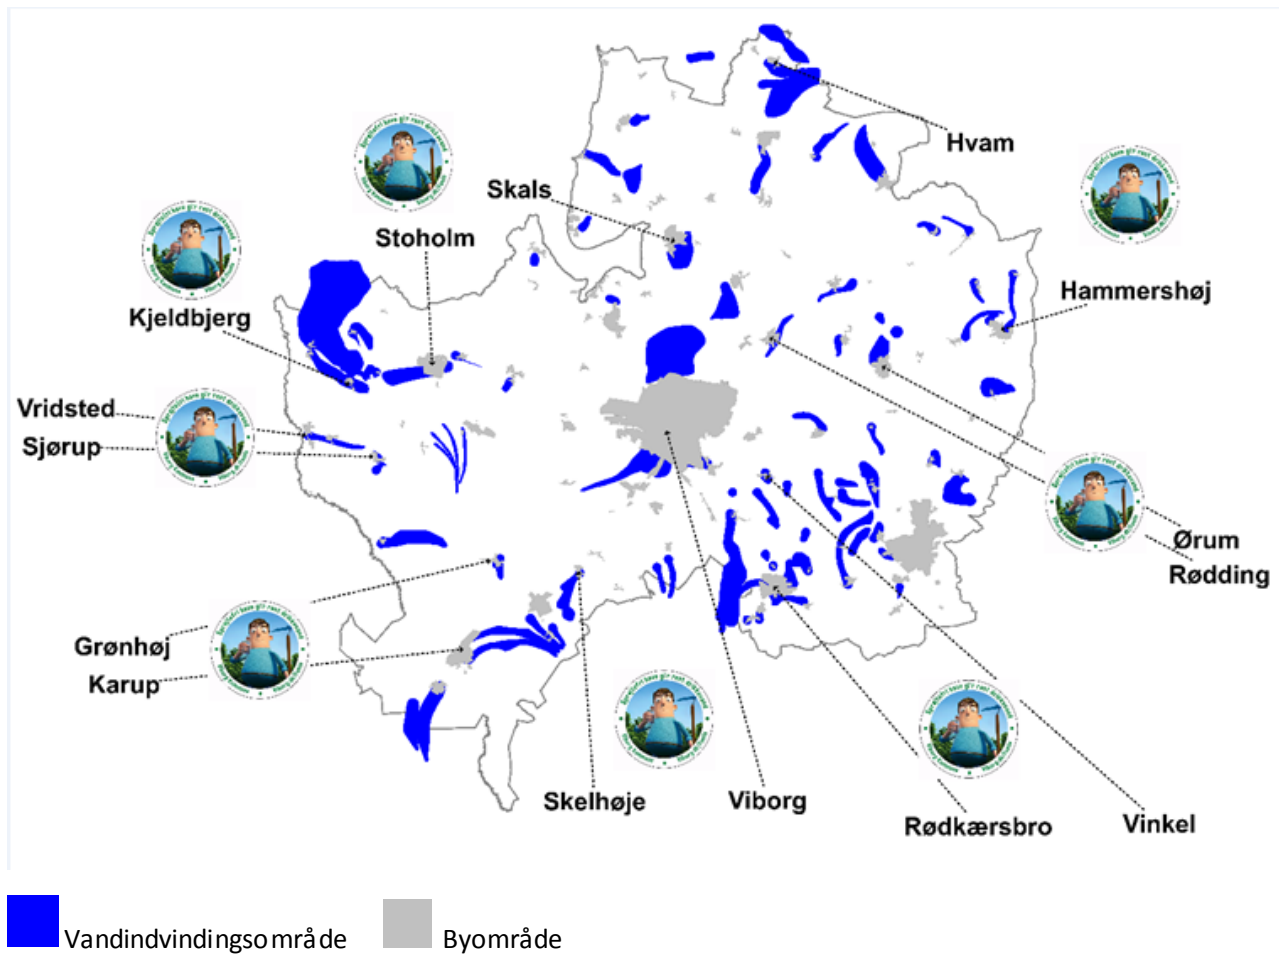 Hvam
Skals
Stoholm
Kjeldbjerg
Hammershøj
Vridsted
Sjørup
Ørum
Rødding
Grønhøj
Karup
Skelhøje
Viborg
Rødkærsbro
Vinkel
Vandindvindingsområde
Byområde